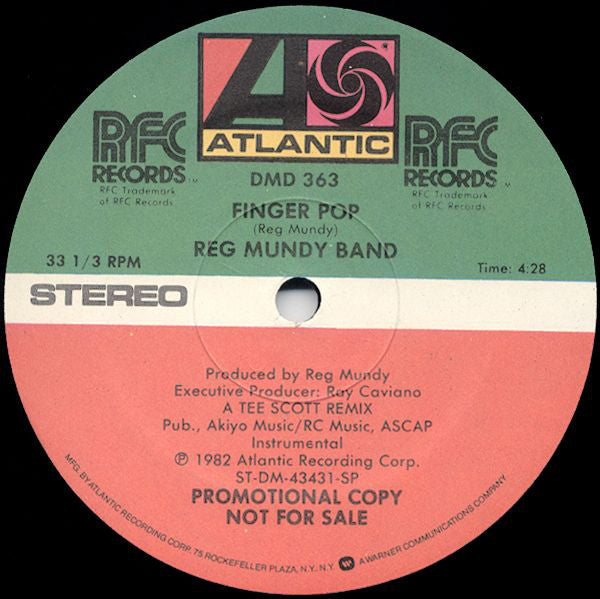 ATLANTIC
RFC
RECORDS™
RFC Trademark
of RFC Records
RFC
RECORDS™
RFC Trademark
of RFC Records
DMD 363
FINGER POP
(Reg Mundy)
REG MUNDY BAND
33 1/3 RPM
Time: 4:28
STEREO
Produced by Reg Mundy
Executive Producer: Ray Caviano
A TEE SCOTT REMIX
Pub., Akiyo Music/RC Music, ASCAP
Instrumental
℗ 1982 Atlantic Recording Corp.
ST-DM-43431-SP
PROMOTIONAL COPY
NOT FOR SALE
MFG. BY ATLANTIC RECORDING CORP. 75 ROCKEFELLER PLAZA, N.Y., N.Y. A WARNER COMMUNICATIONS COMPANY